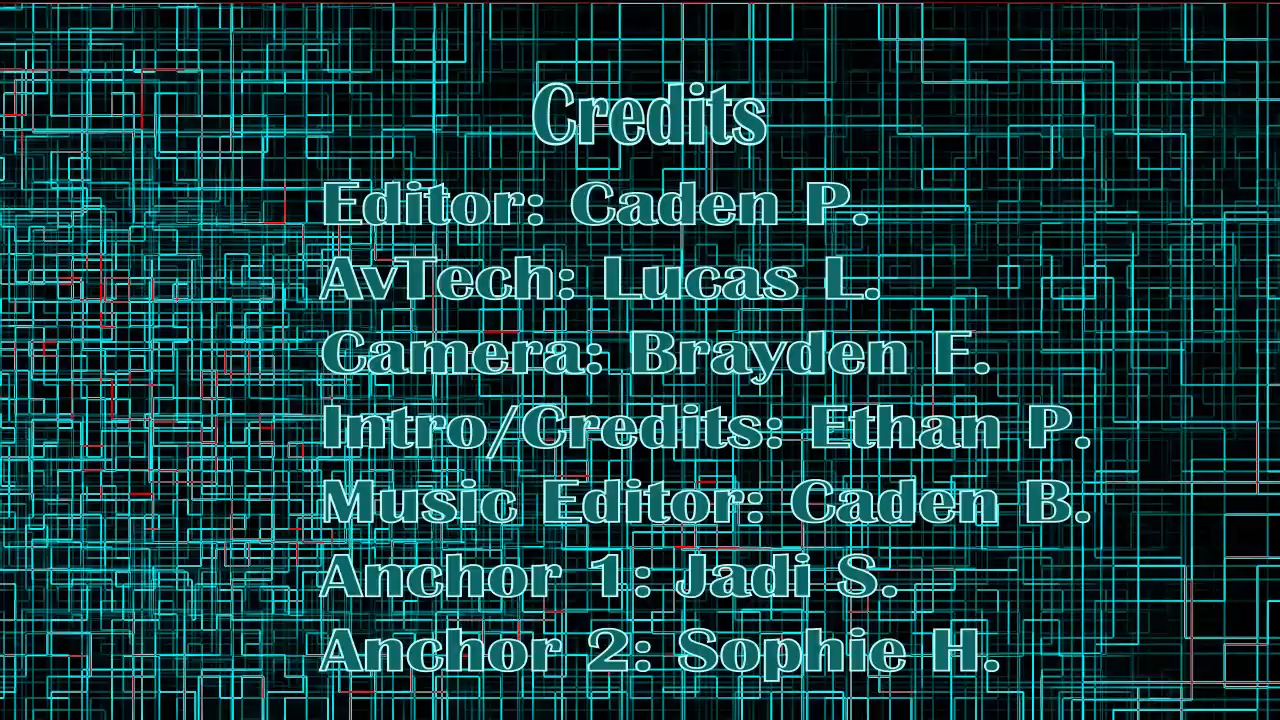 Credits
Editor: Caden P.
AvTech: Lucas L.
Camera: Brayden F.
Intro/Credits: Ethan P.
Music Editor: Caden B.
Anchor 1: Jadi S.
Anchor 2: Sophie H.